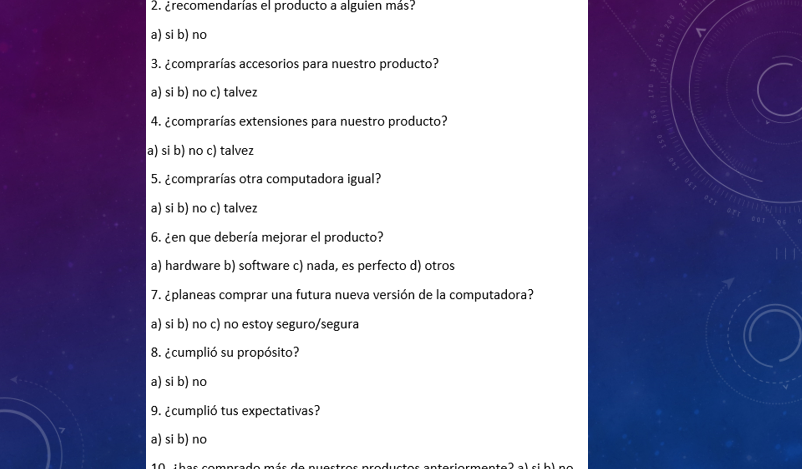 2. ¿recomendarías el producto a alguien más?
a) si b) no
3. ¿comprarías accesorios para nuestro producto?
a) si b) no c) talvez
4. ¿comprarías extensiones para nuestro producto?
a) si b) no c) talvez
5. ¿comprarías otra computadora igual?
a) si b) no c) talvez
6. ¿en que debería mejorar el producto?
a) hardware b) software c) nada, es perfecto d) otros
7. ¿planeas comprar una futura nueva versión de la computadora?
a) si b) no c) no estoy seguro/segura
8. ¿cumplió su propósito?
a) si b) no
9. ¿cumplió tus expectativas?
a) si b) no
10. ¿has comprado más de nuestros productos anteriormente? a) si b) no